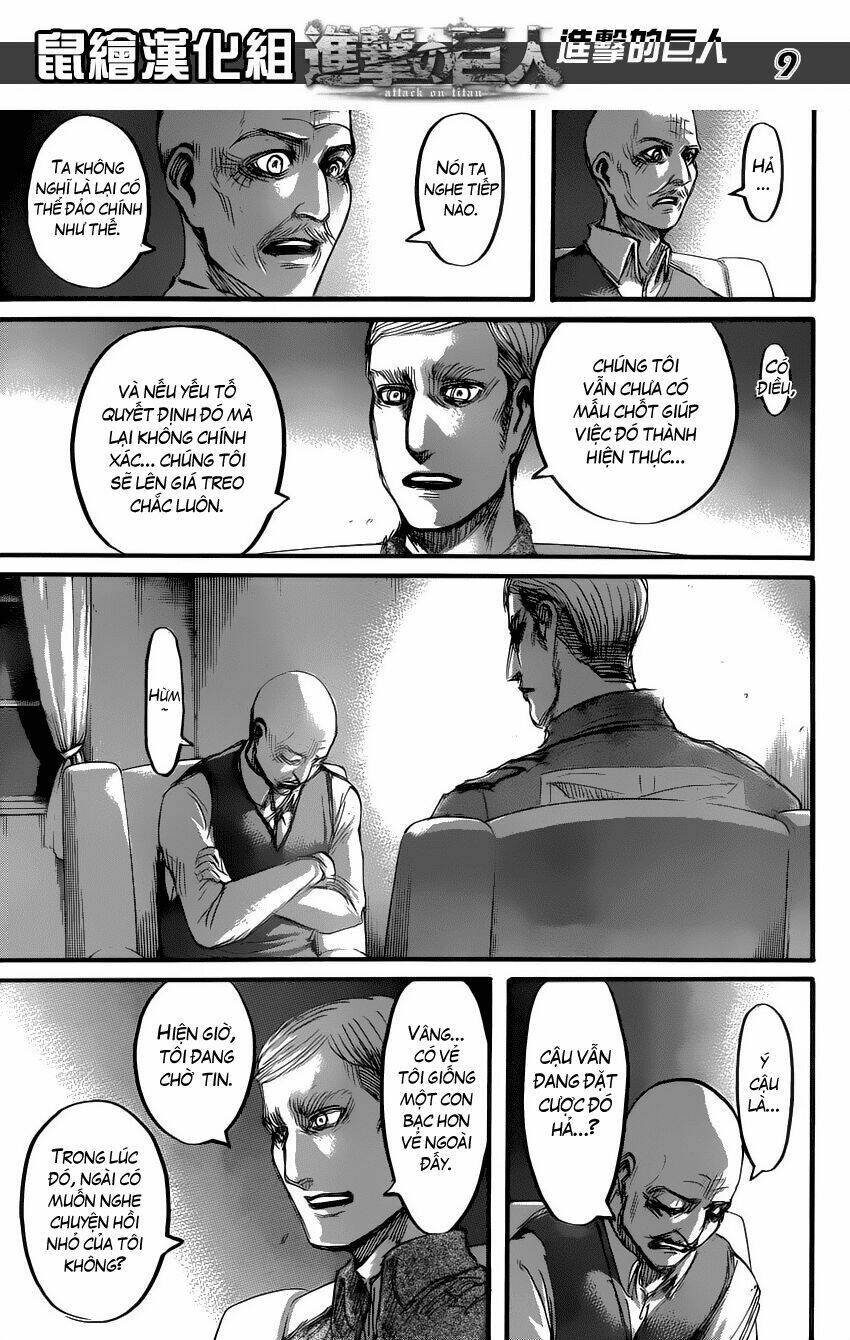 鼠繪漢化組
進撃の巨人
attack on titan
進擊的巨人
9
HẢ
...
NÓI TA
NGHE TIẾP
NÀO.
TA KHÔNG
NGHĨ LÀ LẠI CÓ
THỂ ĐẢO CHÍNH
NHƯ THẾ.
CÓ
ĐIỀU,
CHÚNG TÔI
VẪN CHƯA CÓ
MẤU CHỐT GIÚP
VIỆC ĐÓ THÀNH
HIỆN THỰC...
VÀ NẾU YẾU TỐ
QUYẾT ĐỊNH ĐÓ MÀ
LẠI KHÔNG CHÍNH
XÁC... CHÚNG TÔI
SẼ LÊN GIÁ TREO
CHẮC LUÔN.
HỪM
~
Ý
CẬU
LÀ...
CẬU VẪN
ĐANG ĐẶT
CƯỢC ĐÓ
HẢ...?
VÂNG...
CÓ VẺ
TÔI GIỐNG
MỘT CON
BẠC HƠN
VẺ NGOÀI
ĐẤY.
HIỆN GIỜ,
TÔI ĐANG
CHỜ TIN.
TRONG LÚC
ĐÓ, NGÀI CÓ
MUỐN NGHE
CHUYỆN HỒI
NHỎ CỦA TÔI
KHÔNG?